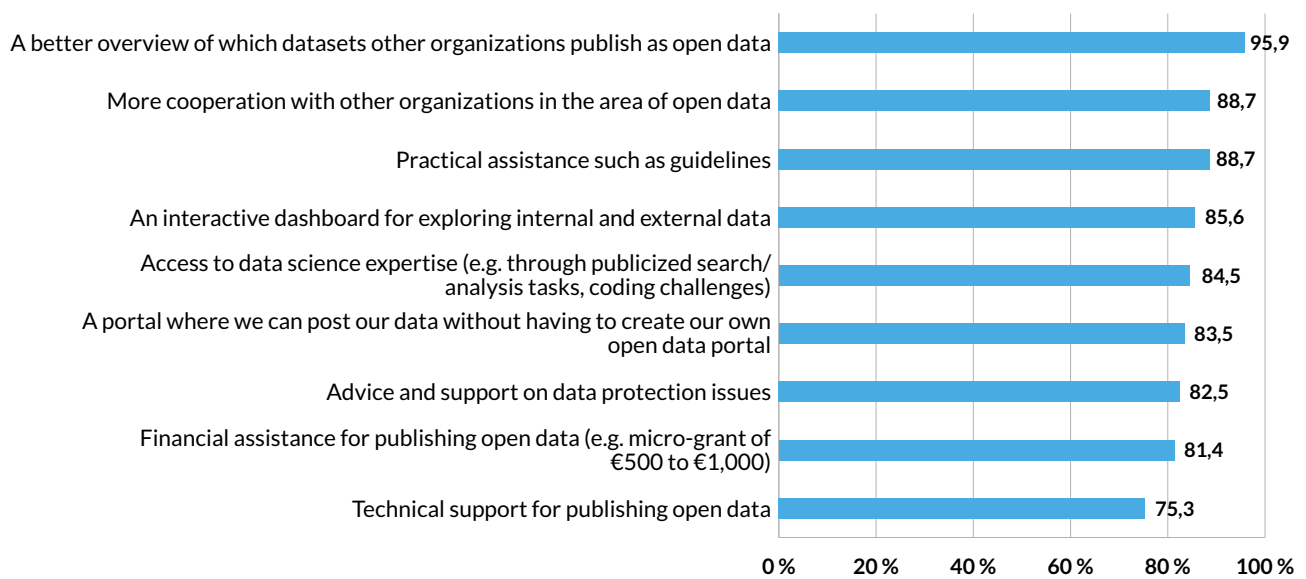 A better overview of which datasets other organizations publish as open data
95,9
More cooperation with other organizations in the area of open data
88,7
Practical assistance such as guidelines
88,7
An interactive dashboard for exploring internal and external data
85,6
Access to data science expertise (e.g. through publicized search/
analysis tasks, coding challenges)
84,5
A portal where we can post our data without having to create our own
open data portal
83,5
Advice and support on data protection issues
82,5
Financial assistance for publishing open data (e.g. micro-grant of
€500 to €1,000)
81,4
Technical support for publishing open data
75,3
0 % 20 % 40 % 60 % 80 % 100 %